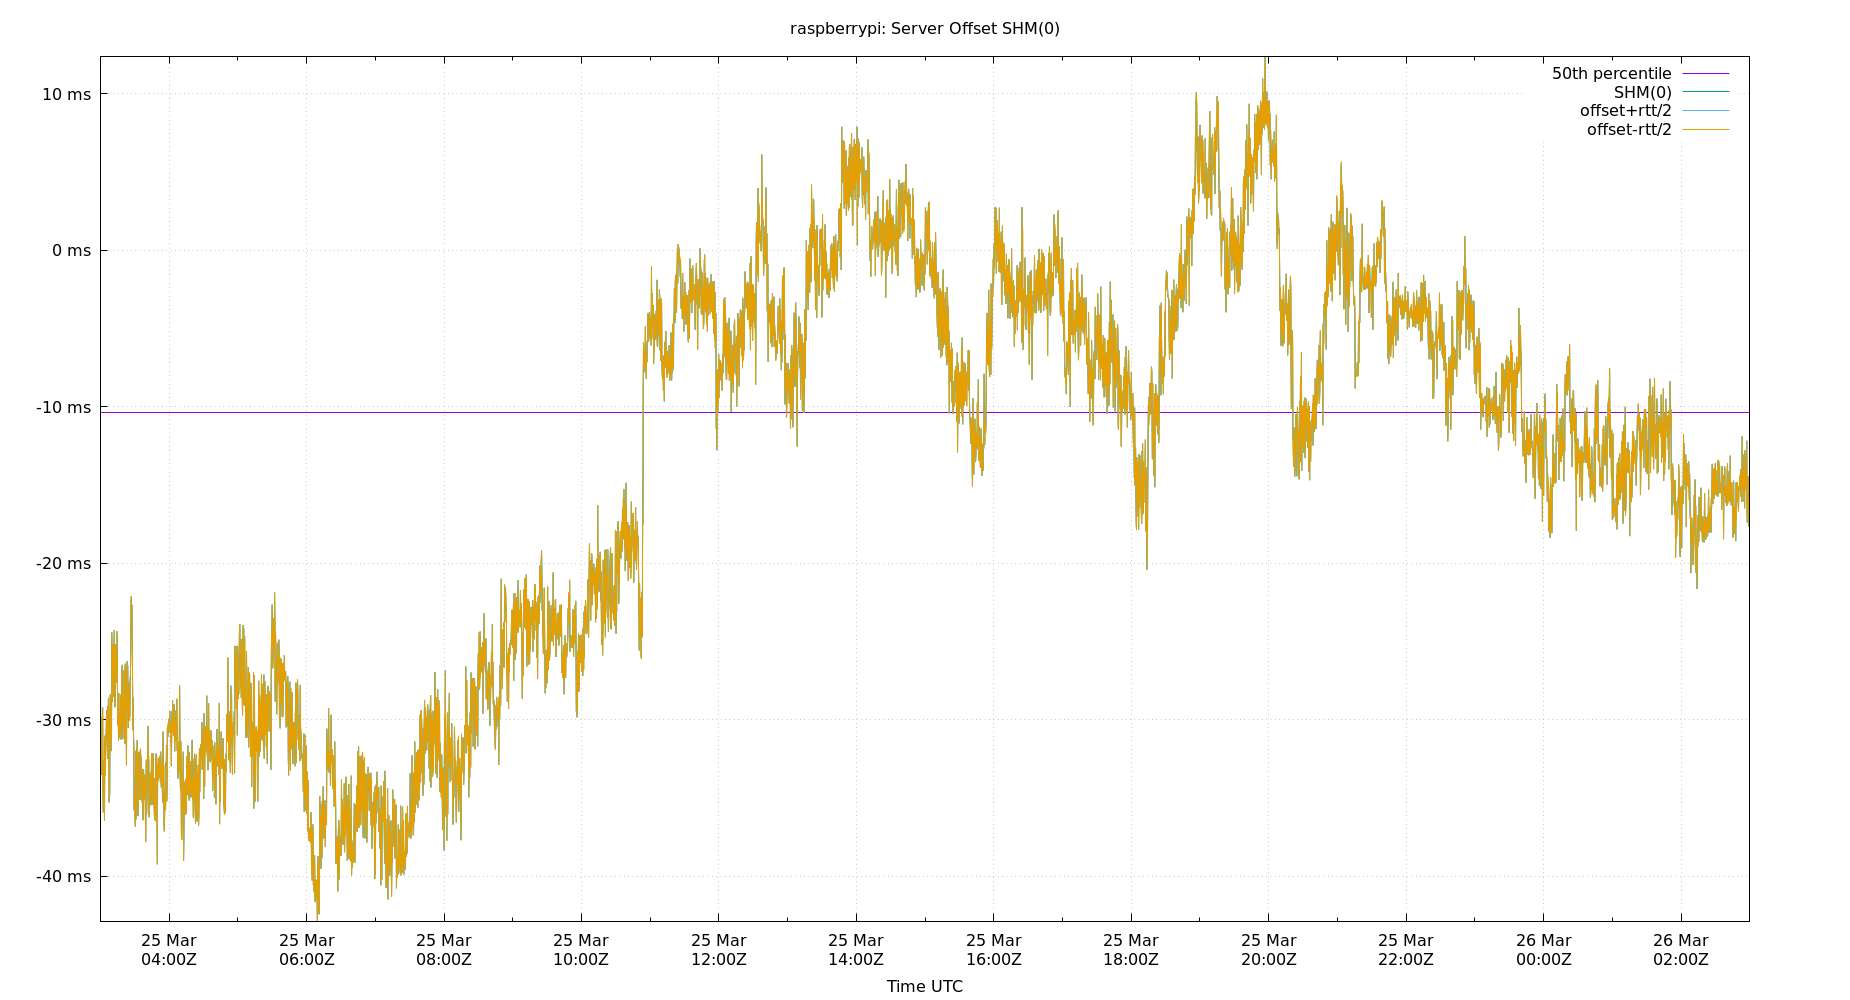 raspberrypi: Server Offset SHM(0)
50th percentile
SHM(0)
offset+rtt/2
offset-rtt/2
10 ms
0 ms
-10 ms
-20 ms
-30 ms
-40 ms
25 Mar 25 Mar 25 Mar 25 Mar 25 Mar 25 Mar 25 Mar 25 Mar 25 Mar 25 Mar 26 Mar 26 Mar
04:00Z 06:00Z 08:00Z 10:00Z 12:00Z 14:00Z 16:00Z 18:00Z 20:00Z 22:00Z 00:00Z 02:00Z
Time UTC